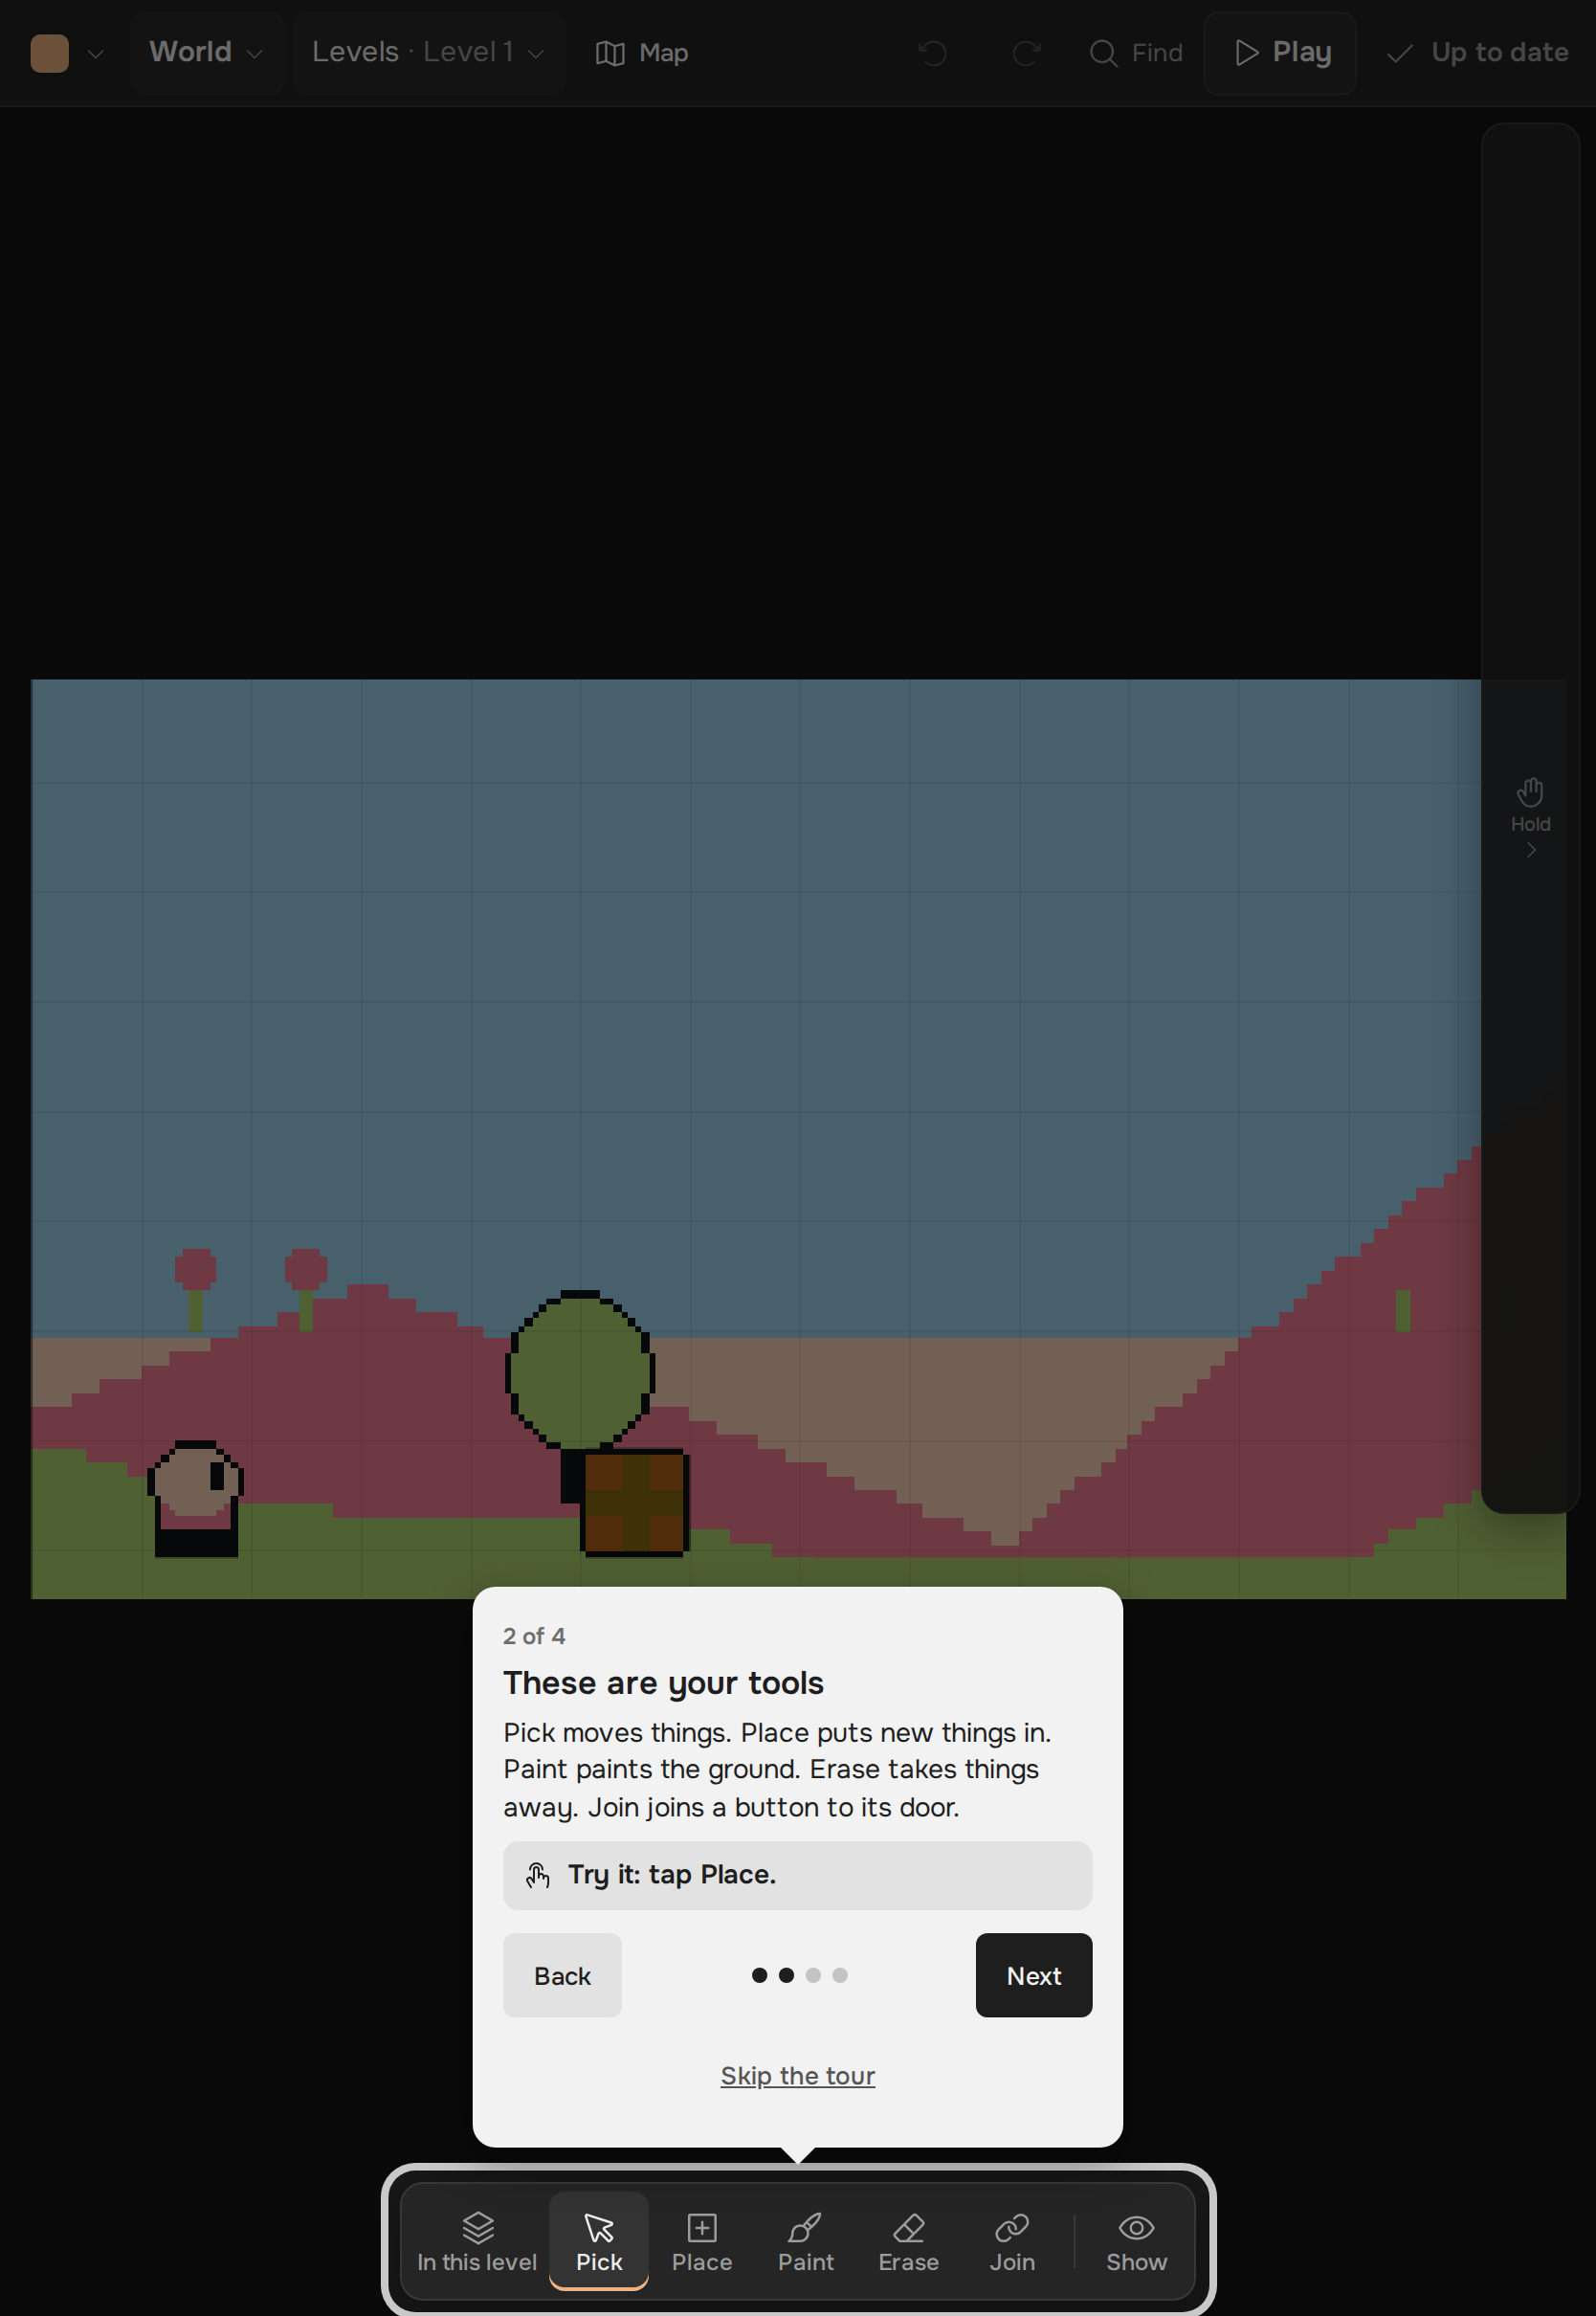 World
Levels · Level 1
Map
Find
Play
Up to date
Hold
2 of 4
These are your tools
Pick moves things. Place puts new things in.
Paint paints the ground. Erase takes things
away. Join joins a button to its door.
Try it: tap Place.
Back
Next
Skip the tour
In this level
Pick
Place
Paint
Erase
Join
Show